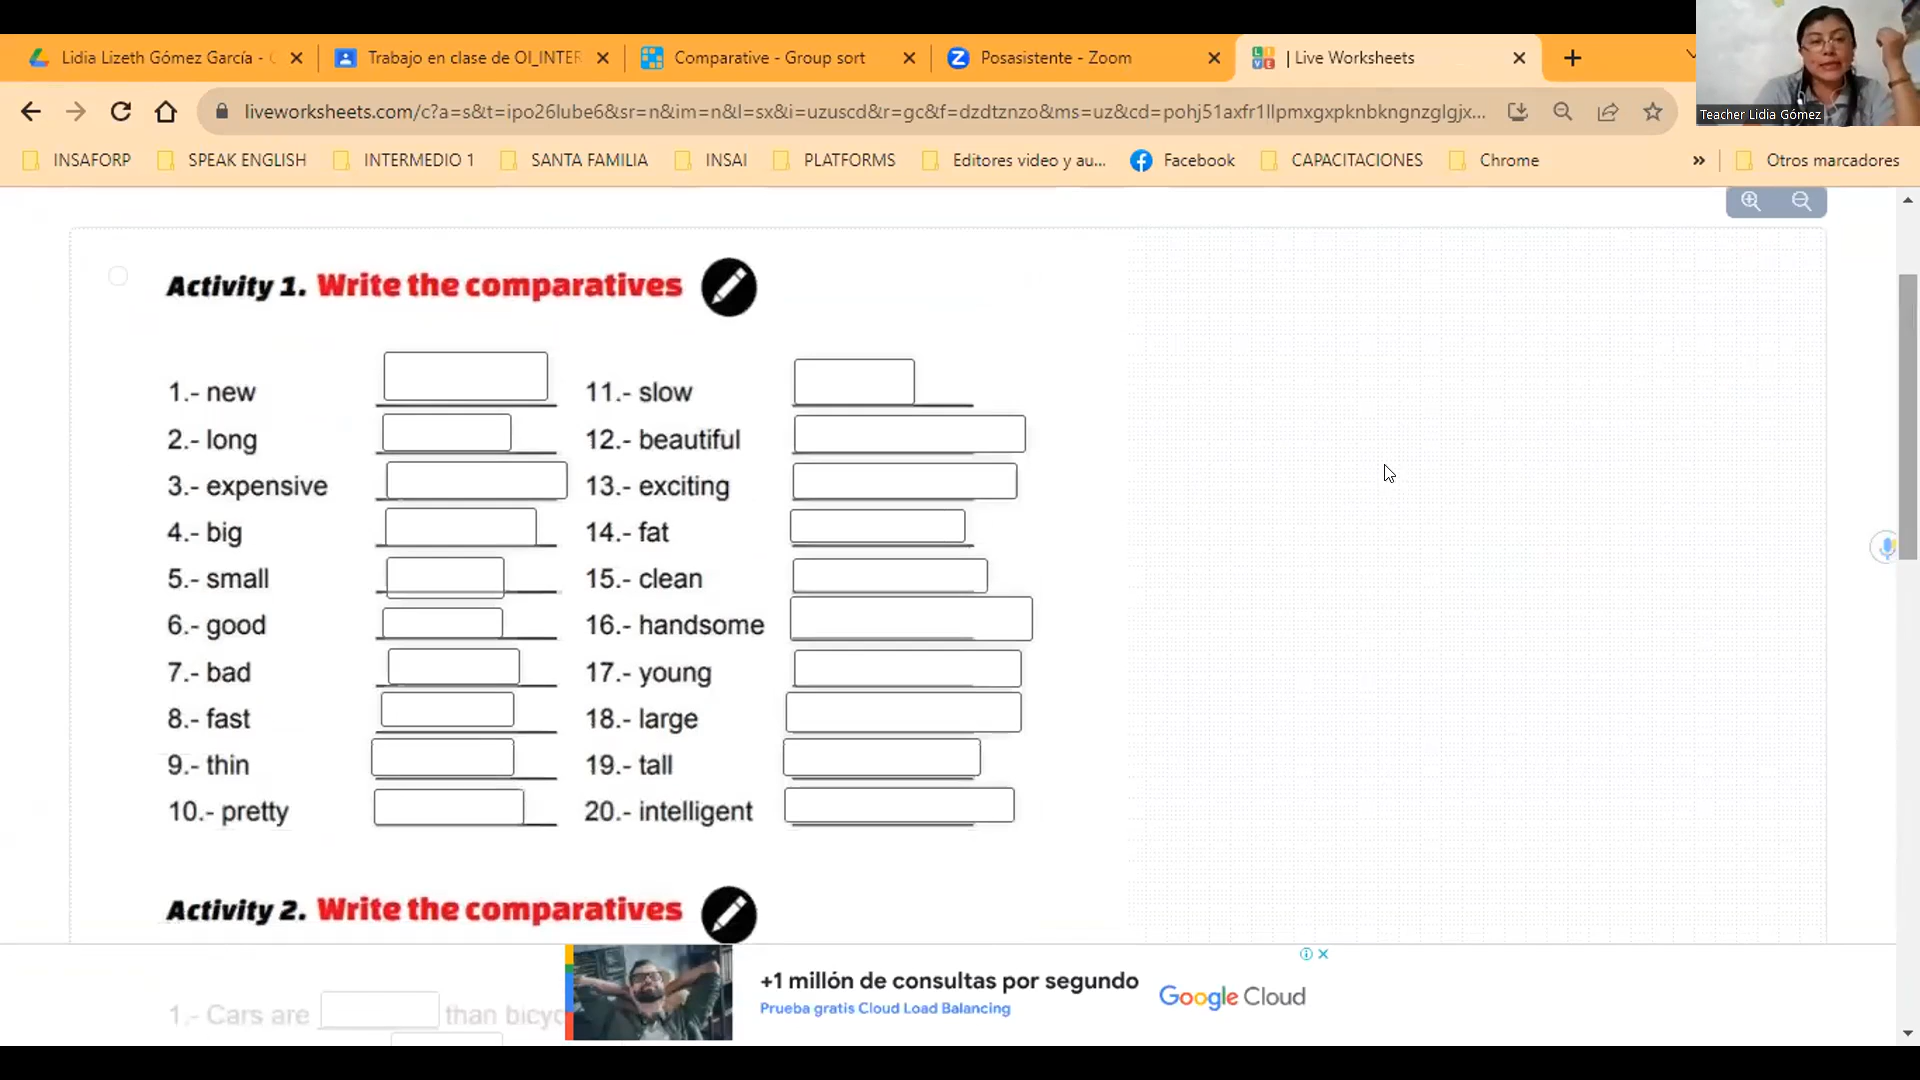 Lidia Lizeth Gómez García -
Trabajo en clase de OI_INTER
Comparative - Group sort
Posasistente - Zoom
| Live Worksheets
liveworksheets.com/c?a=s&t=ipo26lube6&sr=n&im=n&l=sx&i=uzuscd&r=gc&f=dzdtznzo&ms=uz&cd=pohj51axfr1llpmxgxpknbkngnzglgjx...
Teacher Lidia Gómez
INSAFORP
SPEAK ENGLISH
INTERMEDIO 1
SANTA FAMILIA
INSAI
PLATFORMS
Editores video y au...
Facebook
CAPACITACIONES
Chrome
»
Otros marcadores
Activity 1. Write the comparatives
1.- new
2.- long
3.- expensive
4.- big
5.- small
6.- good
7.- bad
8.- fast
9.- thin
10.- pretty
11.- slow
12.- beautiful
13.- exciting
14.- fat
15.- clean
16.- handsome
17.- young
18.- large
19.- tall
20.- intelligent
Activity 2. Write the comparatives
1.- Cars are than bicyc
+1 millón de consultas por segundo
Prueba gratis Cloud Load Balancing
Google Cloud